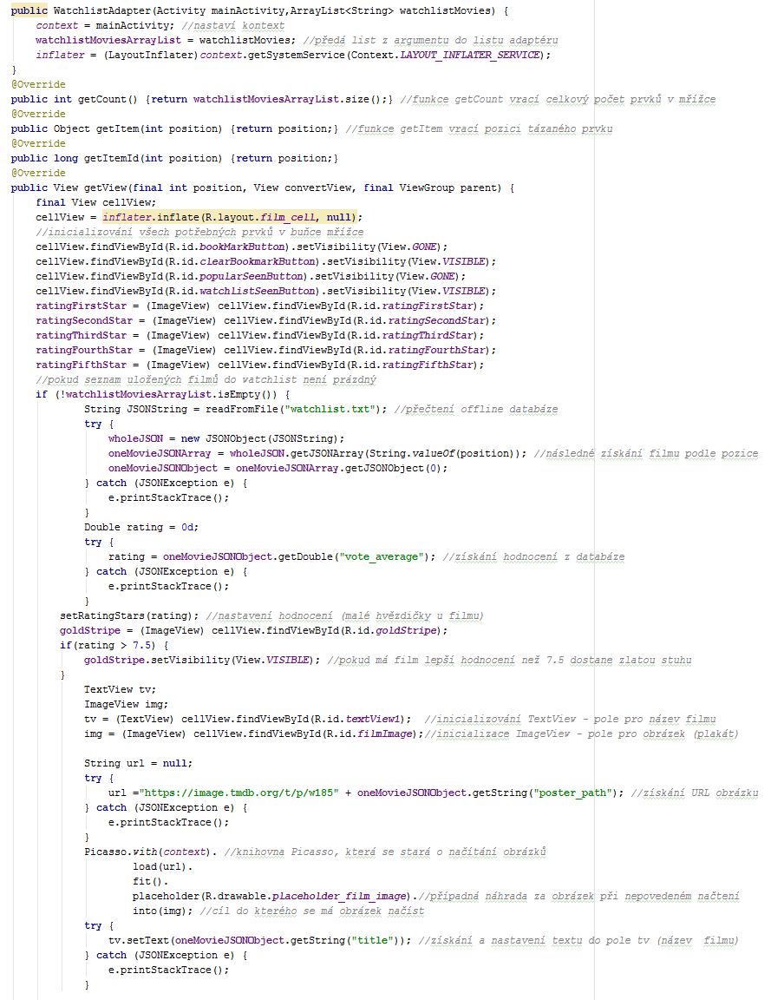 public WatchlistAdapter(Activity mainActivity,ArrayList<String> watchlistMovies) {
context = mainActivity; //nastaví kontext
watchlistMoviesArrayList = watchlistMovies; //předá list z argumentu do listu adaptéru
inflater = (LayoutInflater)context.getSystemService(Context.LAYOUT_INFLATER_SERVICE);
}
@Override
public int getCount() {return watchlistMoviesArrayList.size();} //funkce getCount vrací celkový počet prvků v mřížce
@Override
public Object getItem(int position) {return position;} //funkce getItem vrací pozici tázaného prvku
@Override
public long getItemId(int position) {return position;}
@Override
public View getView(final int position, View convertView, final ViewGroup parent) {
final View cellView;
cellView = inflater.inflate(R.layout.film_cell, null);
//inicializování všech potřebných prvků v buňce mřížce
cellView.findViewById(R.id.bookMarkButton).setVisibility(View.GONE);
cellView.findViewById(R.id.clearBookmarkButton).setVisibility(View.VISIBLE);
cellView.findViewById(R.id.popularSeenButton).setVisibility(View.GONE);
cellView.findViewById(R.id.watchlistSeenButton).setVisibility(View.VISIBLE);
ratingFirstStar = (ImageView) cellView.findViewById(R.id.ratingFirstStar);
ratingSecondStar = (ImageView) cellView.findViewById(R.id.ratingSecondStar);
ratingThirdStar = (ImageView) cellView.findViewById(R.id.ratingThirdStar);
ratingFourthStar = (ImageView) cellView.findViewById(R.id.ratingFourthStar);
ratingFifthStar = (ImageView) cellView.findViewById(R.id.ratingFifthStar);
//pokud seznam uložených filmů do watchlist není prázdný
if (!watchlistMoviesArrayList.isEmpty()) {
String JSONString = readFromFile("watchlist.txt"); //přečtení offline databáze
try {
wholeJSON = new JSONObject(JSONString);
oneMovieJSONArray = wholeJSON.getJSONArray(String.valueOf(position)); //následné získání filmu podle pozice
oneMovieJSONObject = oneMovieJSONArray.getJSONObject(0);
} catch (JSONException e) {
e.printStackTrace();
}
Double rating = 0d;
try {
rating = oneMovieJSONObject.getDouble("vote_average"); //získání hodnocení z databáze
} catch (JSONException e) {
e.printStackTrace();
}
setRatingStars(rating); //nastavení hodnocení (malé hvězdičky u filmu)
goldStripe = (ImageView) cellView.findViewById(R.id.goldStripe);
if(rating > 7.5) {
goldStripe.setVisibility(View.VISIBLE); //pokud má film lepší hodnocení než 7.5 dostane zlatou stuhu
}
TextView tv;
ImageView img;
tv = (TextView) cellView.findViewById(R.id.textView1); //inicializování TextView - pole pro název filmu
img = (ImageView) cellView.findViewById(R.id.filmImage);//inicializace ImageView - pole pro obrázek (plakát)
String url = null;
try {
url ="https://image.tmdb.org/t/p/w185" + oneMovieJSONObject.getString("poster_path"); //získání URL obrázku
} catch (JSONException e) {
e.printStackTrace();
}
Picasso.with(context). //knihovna Picasso, která se stará o načítání obrázků
load(url).
fit().
placeholder(R.drawable.placeholder_film_image).//případná náhrada za obrázek při nepovedeném načtení
into(img); //cíl do kterého se má obrázek načíst
try {
tv.setText(oneMovieJSONObject.getString("title")); //získání a nastavení textu do pole tv (název filmu)
} catch (JSONException e) {
e.printStackTrace();
}